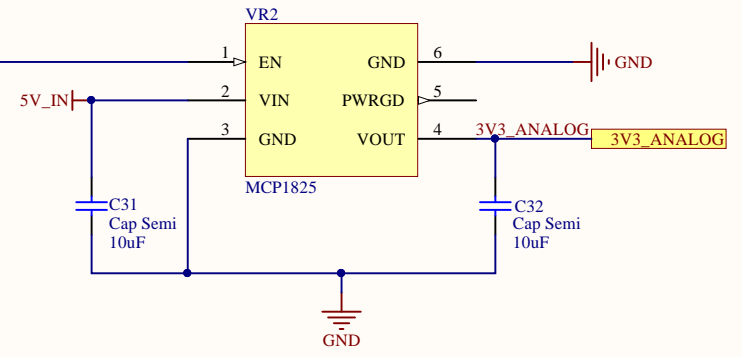 VR2
1 EN GND 6 GND
5V_IN 2 VIN PWRGD 5
3 GND VOUT 4 3V3_ANALOG 3V3_ANALOG
MCP1825
C31
Cap Semi
10uF
C32
Cap Semi
10uF
GND